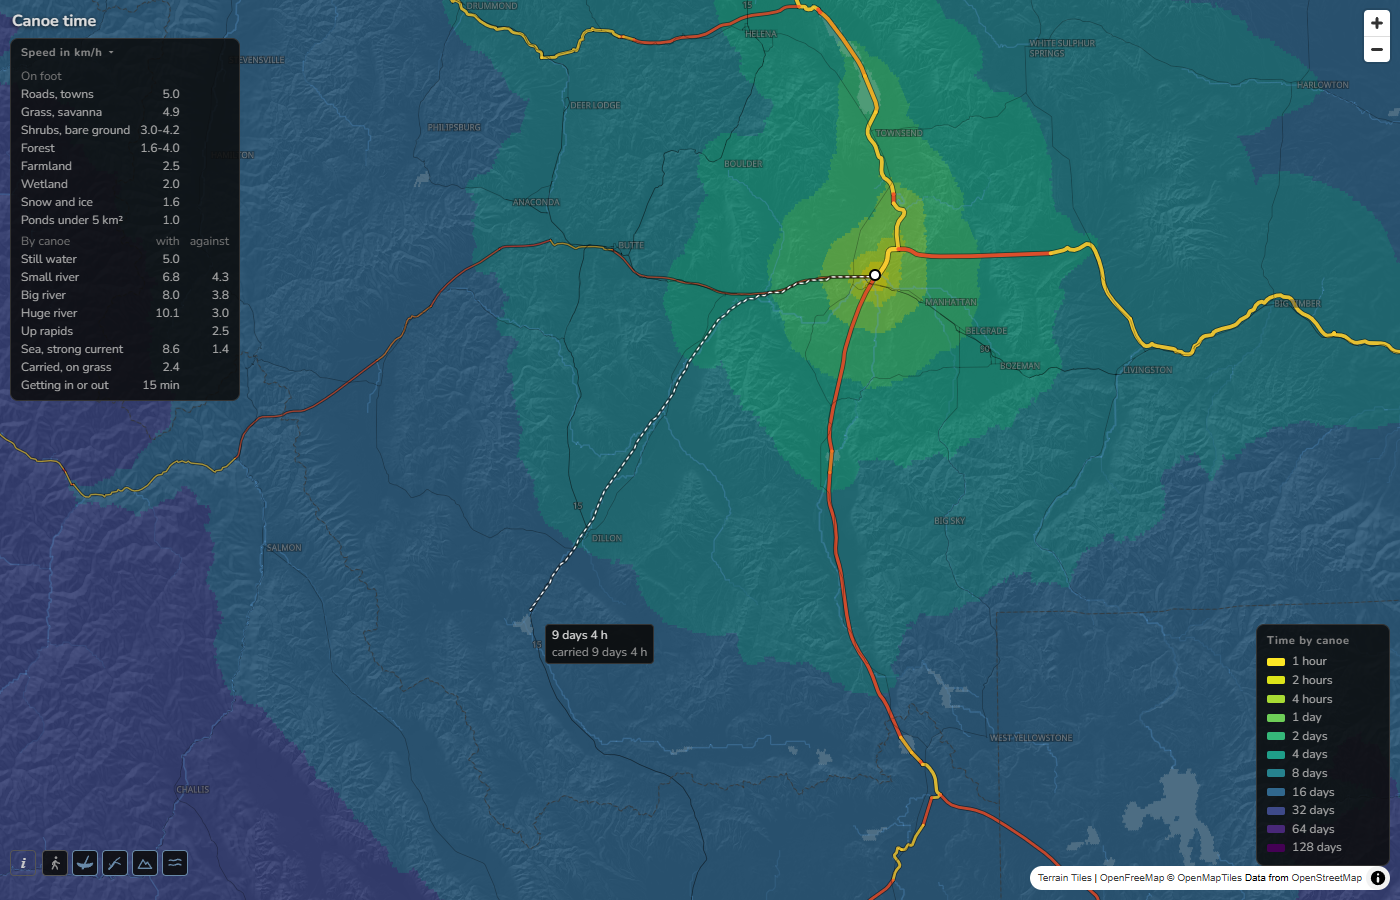 Canoe time
Speed in km/h
On foot
Roads, towns 5.0
Grass, savanna 4.9
Shrubs, bare ground 3.0-4.2
Forest 1.6-4.0
Farmland 2.5
Wetland 2.0
Snow and ice 1.6
Ponds under 5 km² 1.0
By canoe with against
Still water 5.0
Small river 6.8 4.3
Big river 8.0 3.8
Huge river 10.1 3.0
Up rapids 2.5
Sea, strong current 8.6 1.4
Carried, on grass 2.4
Getting in or out 15 min
DRUMMOND
15
HELENA
WHITE SULPHUR
SPRINGS
EVENSVILLE
HARLOWTON
DEER LODGE
PHILIPSBURG
TOWNSEND
BOULDER
ANACONDA
BUTTE
MANHATTAN
BIG TIMBER
BELGRADE
90
BOZEMAN
LIVINGSTON
15
DILLON
BIG SKY
SALMON
9 days 4 h
carried 9 days 4 h
15
WEST YELLOWSTONE
CHALLIS
Time by canoe
1 hour
2 hours
4 hours
1 day
2 days
4 days
8 days
16 days
32 days
64 days
128 days
Terrain Tiles | OpenFreeMap © OpenMapTiles Data from OpenStreetMap